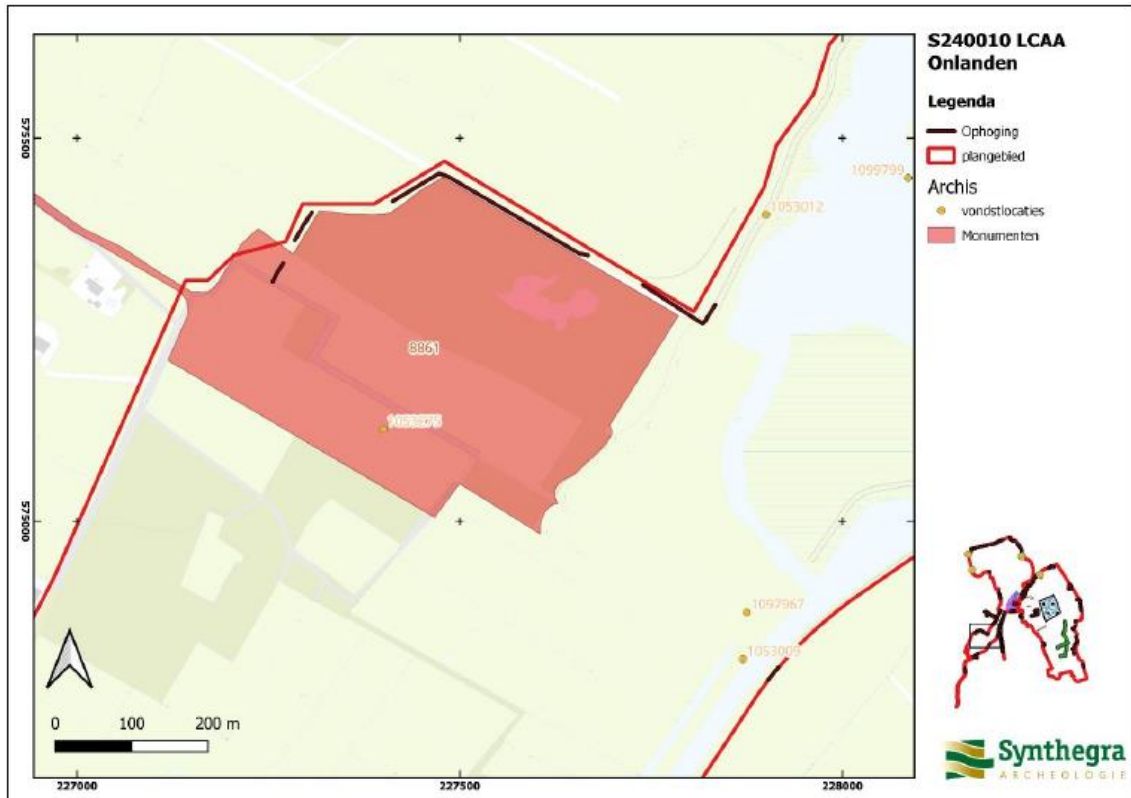 S240010 LCAA
Onlanden
Legenda
Ophoging
plangebied
Archis
vondstlocaties
Monumenten
575500
1099799
1053012
8861
575000
1097967
1053009
0 100 200 m
227000 227500 228000
Synthegra
ARCHEOLOGIE